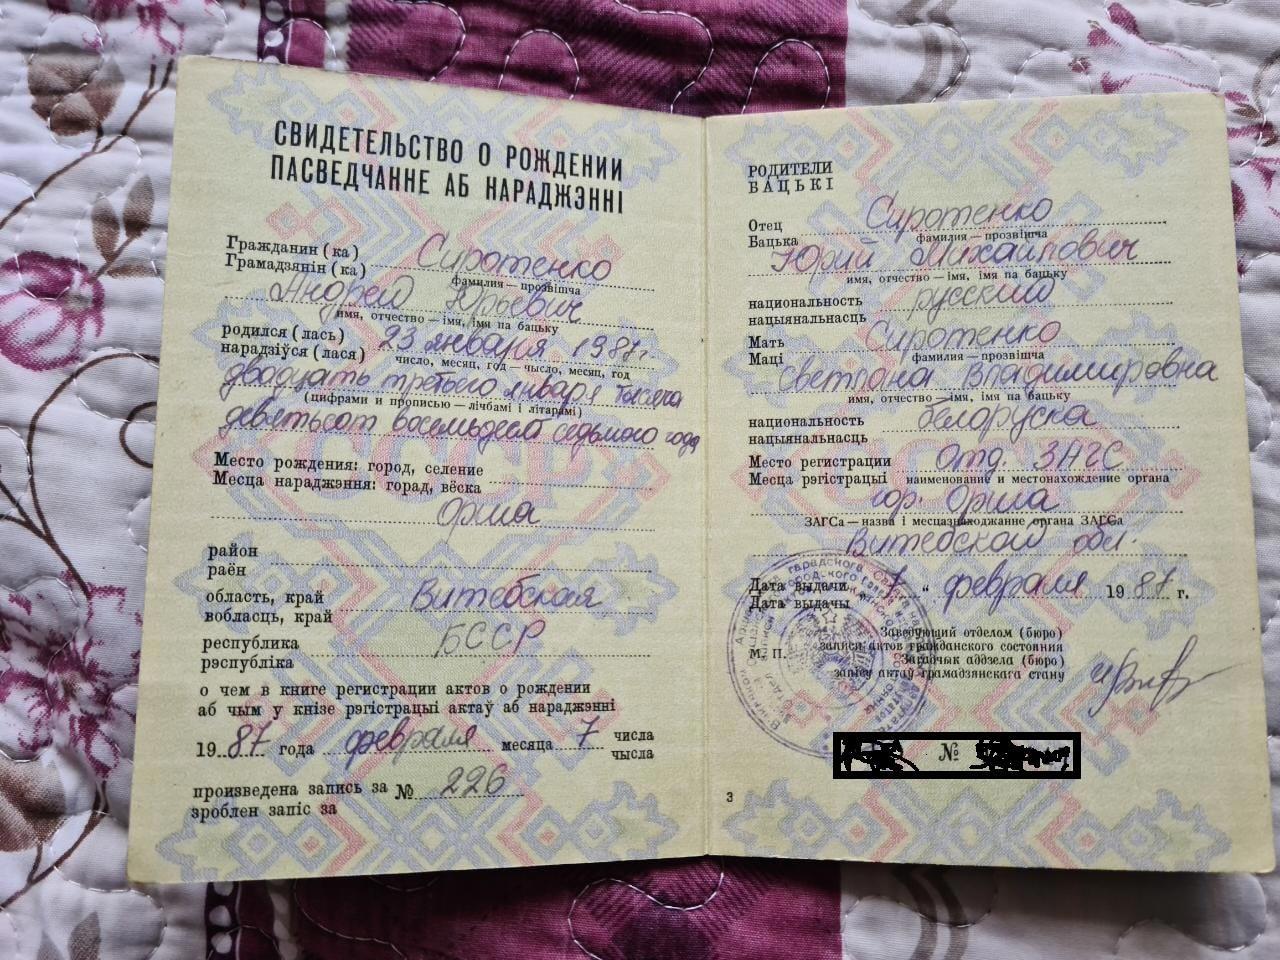 СВИДЕТЕЛЬСТВО О РОЖДЕНИИ
ПАСВЕДЧАННЕ АБ НАРАДЖЭННІ
Гражданин (ка) Сиротенко
Грамадзянін (ка)
фамилия — прозвішча
Андрей Юрьевич
имя, отчество — імя, імя па бацьку
родился (лась) 23 января 1987 г.
нарадзіўся (лася)
число, месяц, год — чысло, месяц, год
двадцать третьего января тысяча
(цифрами и прописью — лічбамі і літарамі)
девятьсот восемьдесят седьмого года
Место рождения: город, селение
Месца нараджэння: горад, вёска
Орша
район
раён
область, край Витебская
вобласць, край
республика БССР
рэспубліка
о чем в книге регистрации актов о рождении
аб чым у кнізе рэгістрацыі актаў аб нараджэнні
1987 года февраля месяца 7 числа
чысла
произведена запись за № 226
зроблен запіс за
СССР
РОДИТЕЛИ
БАЦЬКІ
Отец Сиротенко
Бацька фамилия — прозвішча
Юрий Михайлович
имя, отчество — імя, імя па бацьку
национальность русский
нацыянальнасць
Мать Сиротенко
Маці фамилия — прозвішча
Светлана Владимировна
имя, отчество — імя, імя па бацьку
национальность белоруска
нацыянальнасць
Место регистрации Отд. ЗАГС
Месца рэгістрацыі наименование и местонахождение органа
гор. Орша
ЗАГСа — назва і месцазнаходжанне органа ЗАГСа
Витебской обл.
Дата выдачи „7“ февраля 1987 г.
Дата выдачы
Заведующий отделом (бюро)
М. П. записи актов гражданского состояния
Загадчык аддзела (бюро)
запісу актаў грамадзянскага стану
№
3